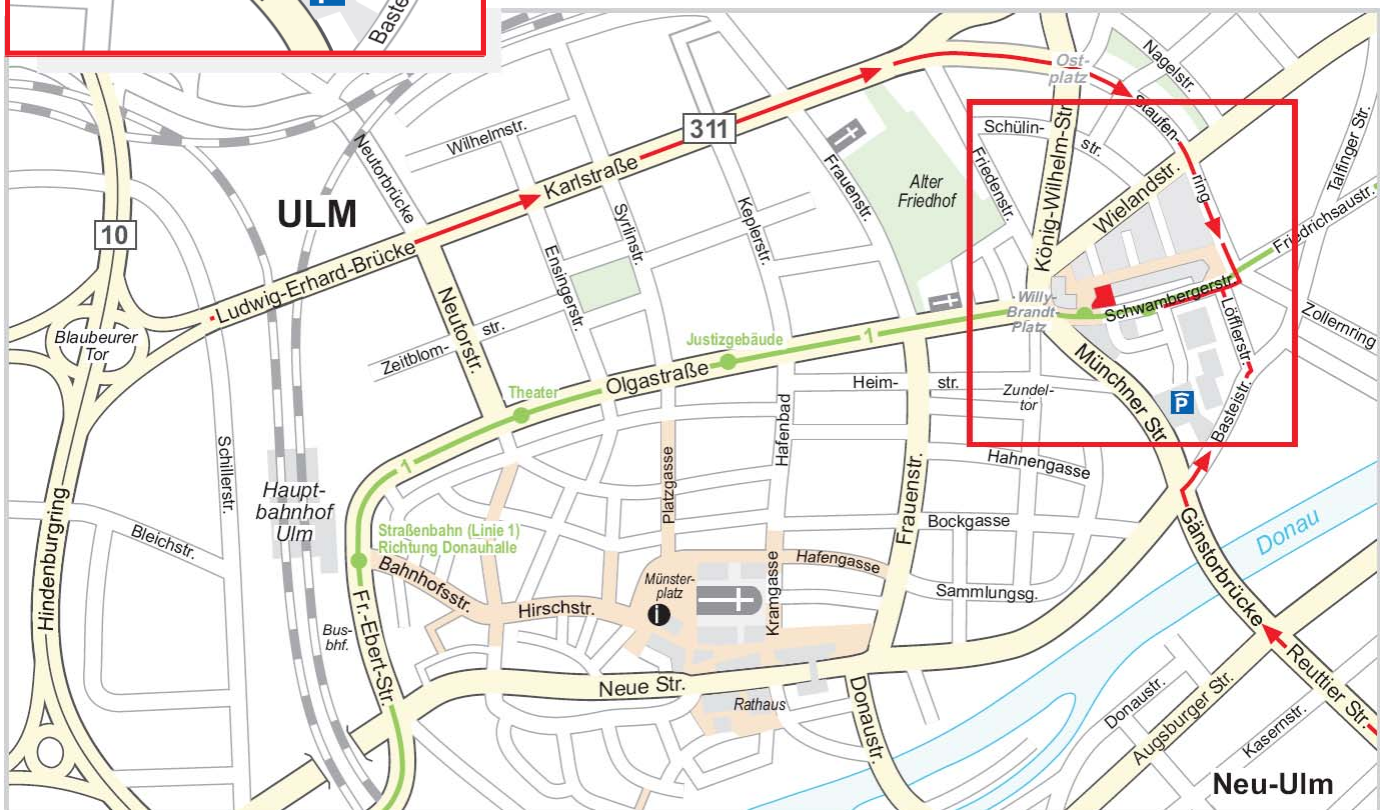 P
Baste
Nagelstr.
Ost-
platz
Staufen-
ring
Talfinger Str.
Wilhelmstr.
Neutorbrücke
311
Schülin-
str.
König-Wilhelm-Str.
Friedenstr.
Frauenstr.
Alter
Friedhof
Wielandstr.
Karlstraße
Syrlinstr.
Keplerstr.
ULM
10
Ludwig-Erhard-Brücke
Ensingerstr.
Friedrichsaustr.
Willy-
Brandt-
Platz
Schwambergerstr.
Löfflerstr.
Zollernring
Blaubeurer
Tor
Neutorstr.
Zeitblom-
str.
Justizgebäude
1
Olgastraße
Theater
Heim-
str.
Zundel-
tor
Münchner Str.
P
Basteistr.
Hafenbad
Hahnengasse
1
Schillerstr.
Haupt-
bahnhof
Ulm
Platzgasse
Frauenstr.
Bockgasse
Gänstorbrücke
Donau
Hindenburgring
Bleichstr.
Straßenbahn (Linie 1)
Richtung Donauhalle
Bahnhofsstr.
Hirschstr.
Münster-
platz
i
Kramgasse
Hafengasse
Sammlungsg.
Fr.-Ebert-Str.
Bus-
bhf.
Neue Str.
Rathaus
Donaustr.
Reuttier Str.
Donaustr.
Augsburger Str.
Kasernstr.
Neu-Ulm